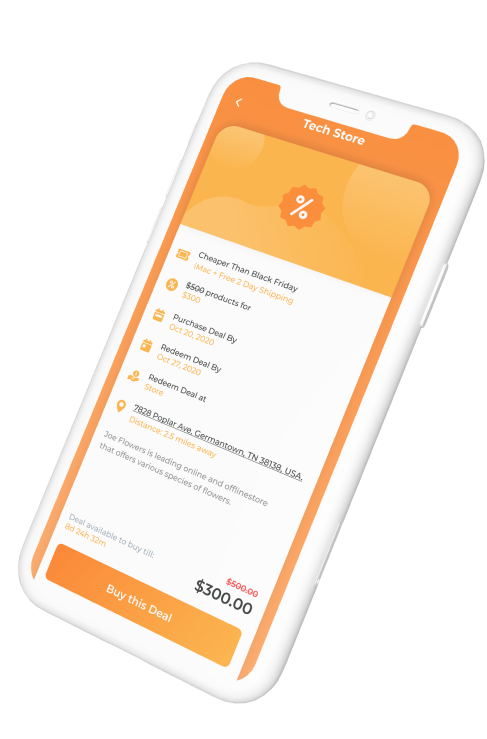 Tech Store
%
Cheaper Than Black Friday
iMac + Free 2 Day Shipping
$500 products for
$300
Purchase Deal By
Oct 20, 2020
Redeem Deal By
Oct 27, 2020
Redeem Deal at
Store
7828 Poplar Ave, Germantown, TN 38138, USA.
Distance: 2.5 miles away
Joe Flowers is leading online and offlinestore
that offers various species of flowers.
Deal available to buy till:
8d 24h 32m
$500.00
$300.00
Buy this Deal